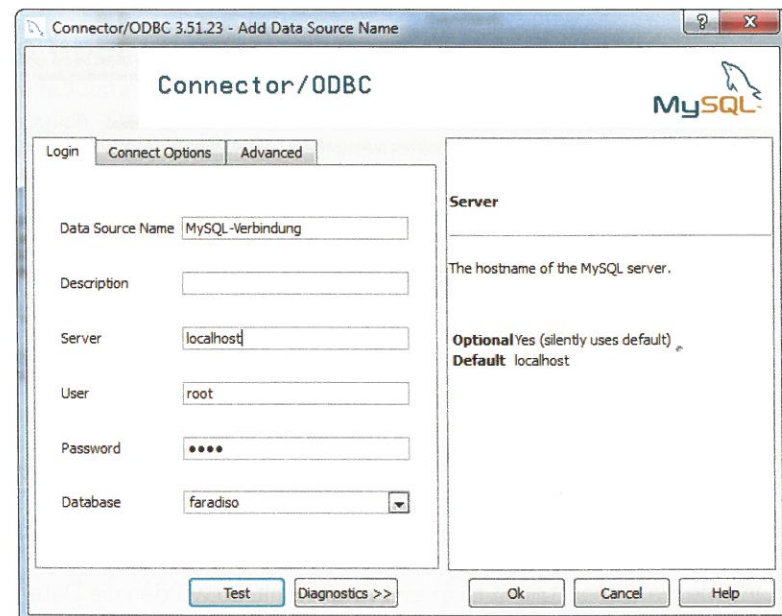 Connector/ODBC 3.51.23 - Add Data Source Name
Connector/ODBC
MySQL
Login Connect Options Advanced
Data Source Name MySQL-Verbindung
Description
Server localhost
User root
Password ••••
Database faradiso
Server
The hostname of the MySQL server.
Optional Yes (silently uses default)
Default localhost
Test Diagnostics >> Ok Cancel Help